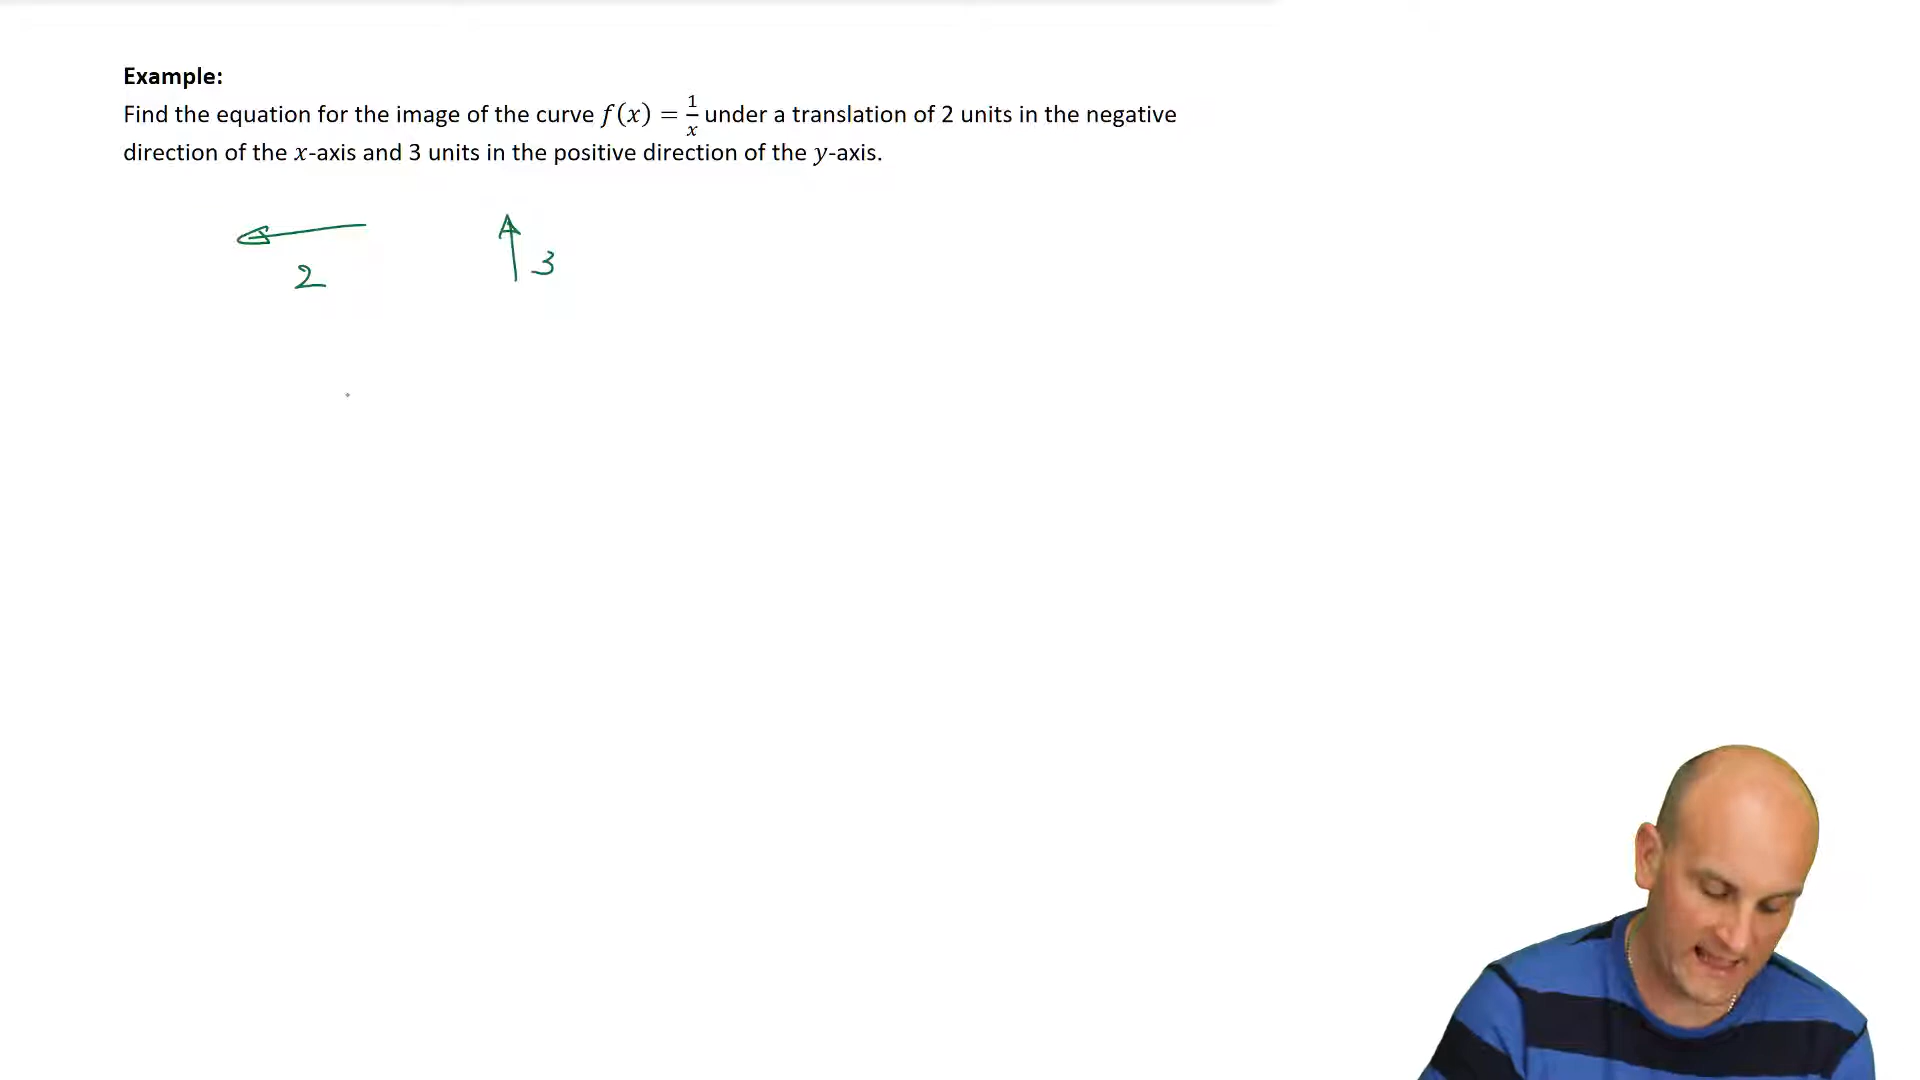 Example:
Find the equation for the image of the curve f(x) = 1/x under a translation of 2 units in the negative
direction of the x-axis and 3 units in the positive direction of the y-axis.
2
3